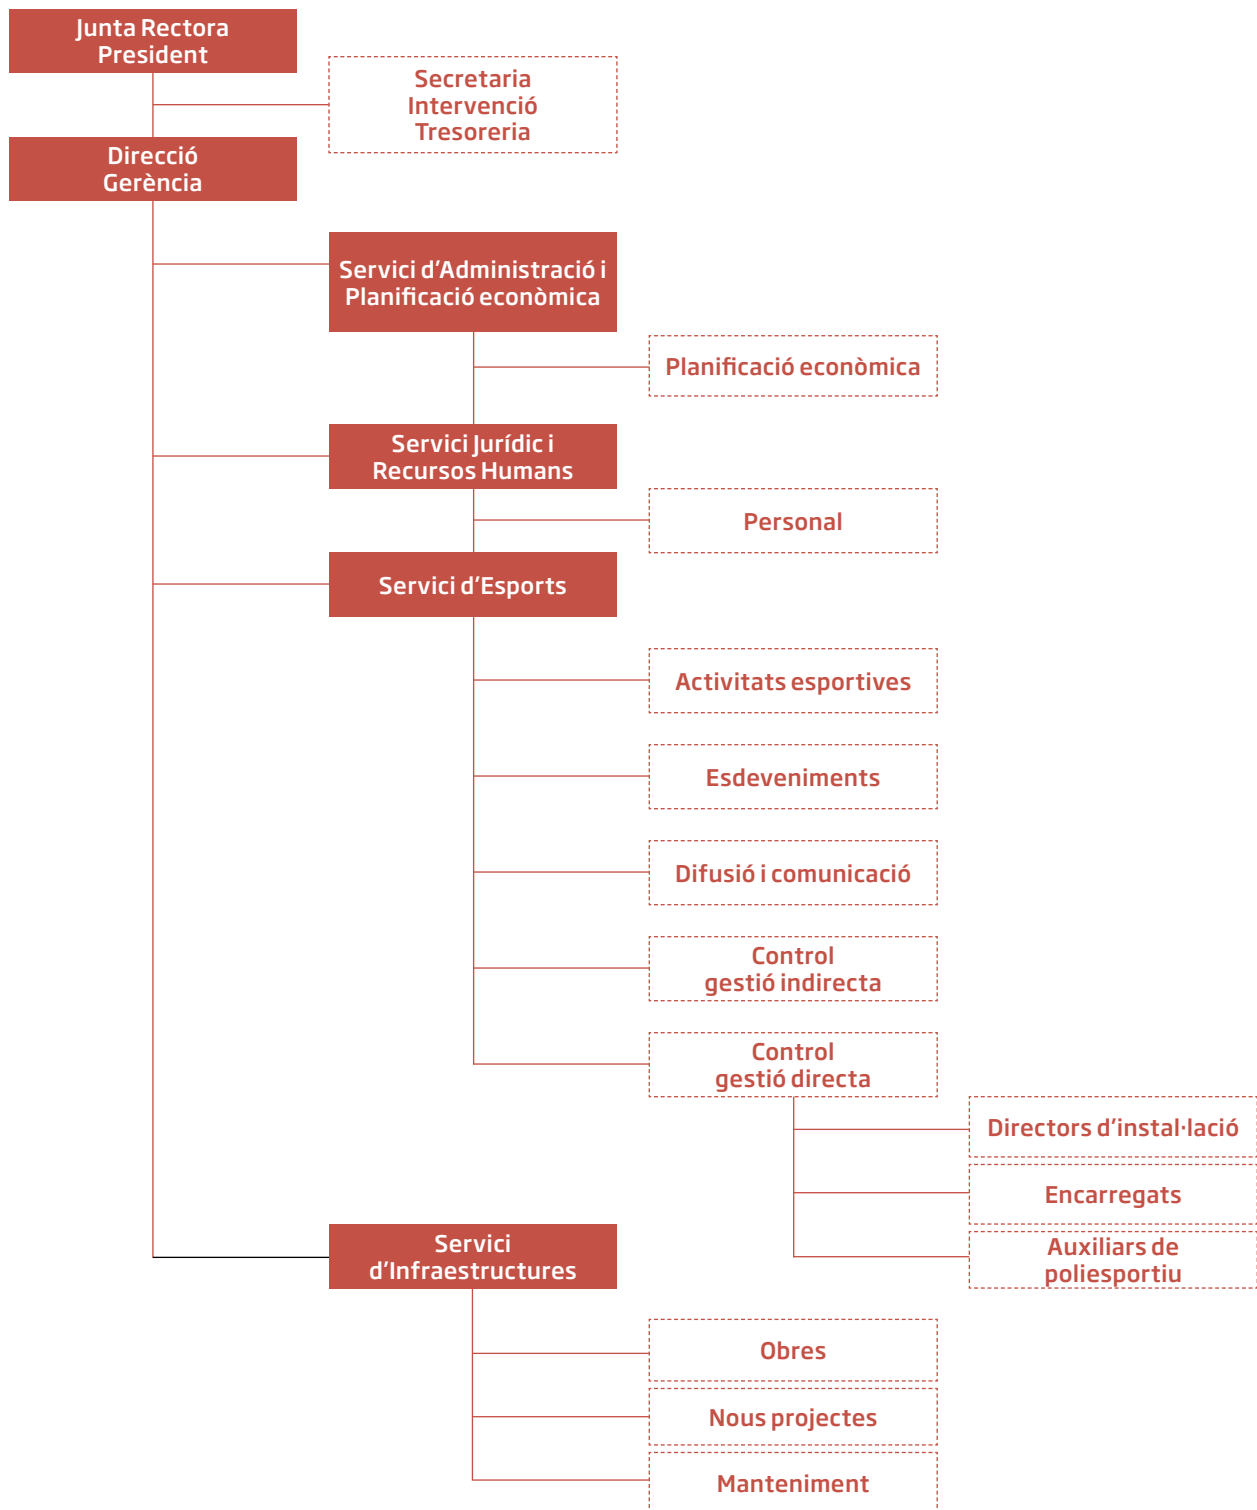 Junta Rectora
President
Secretaria
Intervenció
Tresoreria
Direcció
Gerència
Servici d'Administració i
Planificació econòmica
Planificació econòmica
Servici Jurídic i
Recursos Humans
Personal
Servici d'Esports
Activitats esportives
Esdeveniments
Difusió i comunicació
Control
gestió indirecta
Control
gestió directa
Directors d'instal·lació
Encarregats
Auxiliars de
poliesportiu
Servici
d'Infraestructures
Obres
Nous projectes
Manteniment